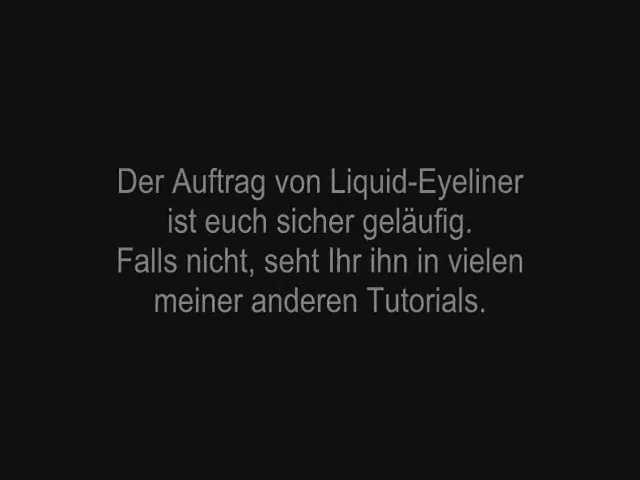 Der Auftrag von Liquid-Eyeliner
ist euch sicher geläufig.
Falls nicht, seht Ihr ihn in vielen
meiner anderen Tutorials.